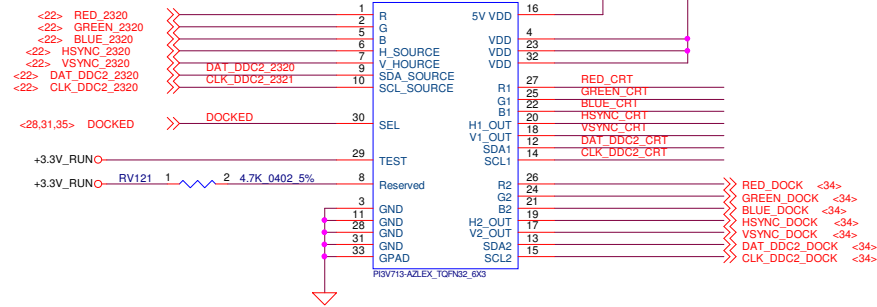 <22> RED_2320 1 R 5V VDD 16
<22> GREEN_2320 2 G
<22> BLUE_2320 5 B VDD 4
<22> HSYNC_2320 6 H_SOURCE VDD 23
<22> VSYNC_2320 7 V_HOURCE VDD 32
<22> DAT_DDC2_2320 DAT_DDC2_2320 9 SDA_SOURCE
<22> CLK_DDC2_2320 CLK_DDC2_2321 10 SCL_SOURCE
R1 27 RED_CRT
G1 25 GREEN_CRT
B1 22 BLUE_CRT
<28,31,35> DOCKED DOCKED 30 SEL H1_OUT 20 HSYNC_CRT
V1_OUT 18 VSYNC_CRT
SDA1 12 DAT_DDC2_CRT
+3.3V_RUN 29 TEST SCL1 14 CLK_DDC2_CRT
+3.3V_RUN RV121 1 2 4.7K_0402_5% 8 Reserved R2 26 RED_DOCK <34>
G2 24 GREEN_DOCK <34>
3 GND B2 21 BLUE_DOCK <34>
11 GND H2_OUT 19 HSYNC_DOCK <34>
28 GND V2_OUT 17 VSYNC_DOCK <34>
31 GND SDA2 13 DAT_DDC2_DOCK <34>
33 GPAD SCL2 15 CLK_DDC2_DOCK <34>
PI3V713-AZLEX_TQFN32_6X3